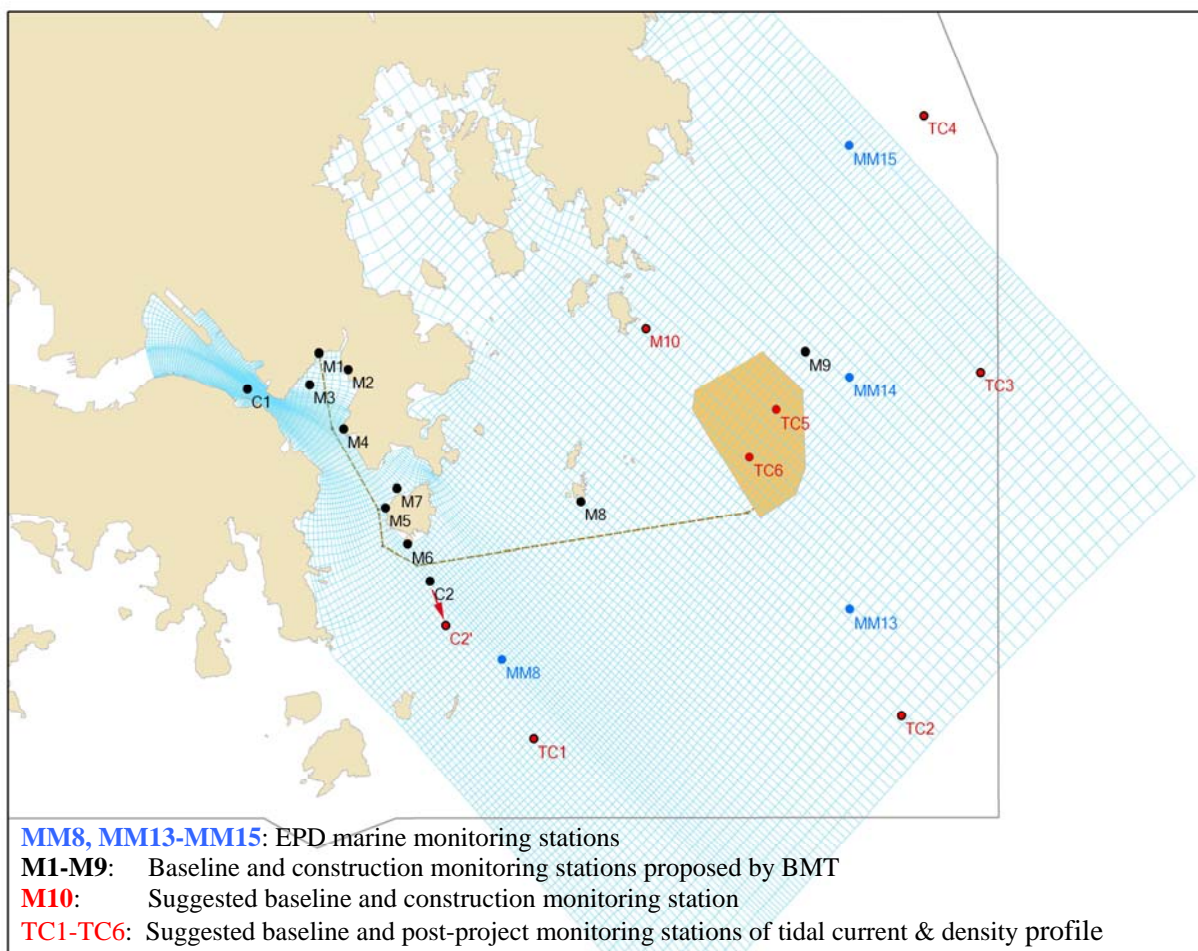 TC4
MM15
M10
M1
M2
M9
M3
C1
MM14
TC3
TC5
M4
TC6
M7
M5
M8
M6
C2
MM13
C2'
MM8
TC2
TC1
MM8, MM13-MM15: EPD marine monitoring stations
M1-M9: Baseline and construction monitoring stations proposed by BMT
M10: Suggested baseline and construction monitoring station
TC1-TC6: Suggested baseline and post-project monitoring stations of tidal current & density profile